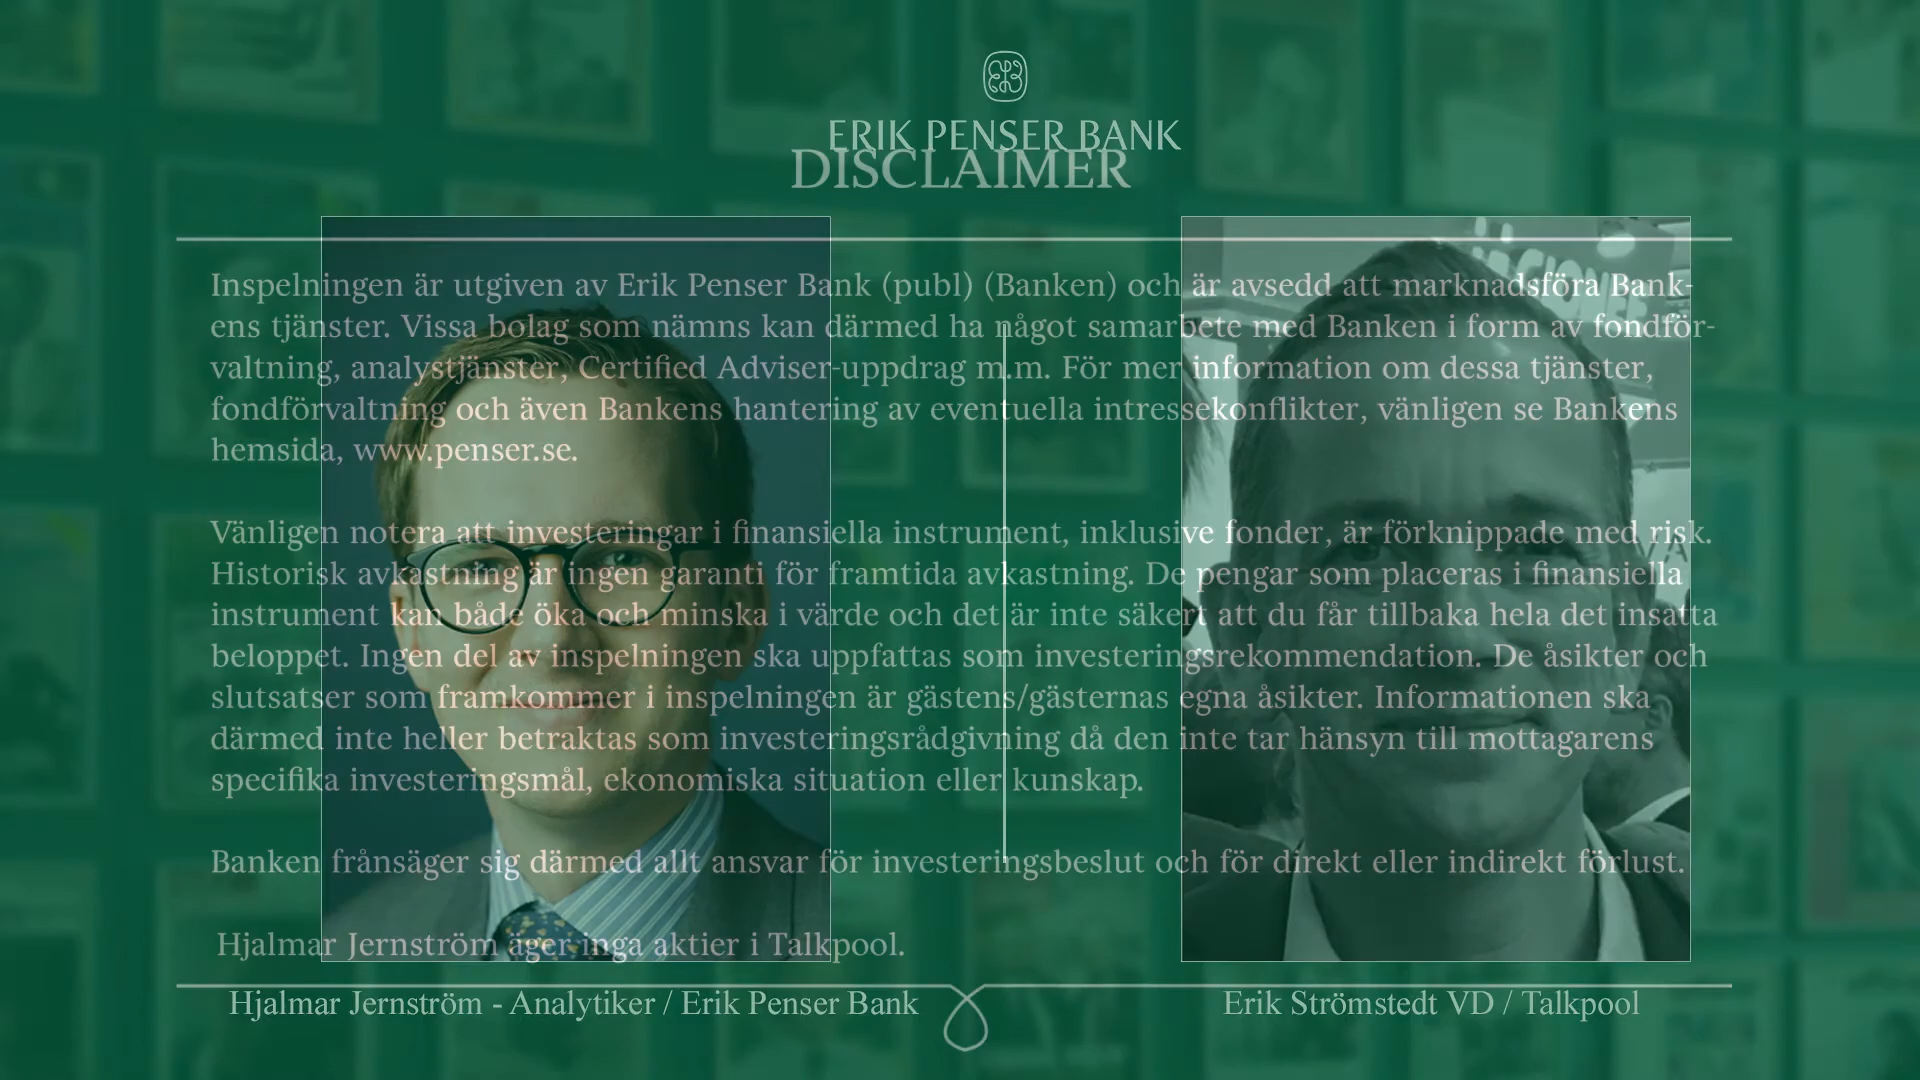 ERIK PENSER BANK
DISCLAIMER
Inspelningen är utgiven av Erik Penser Bank (publ) (Banken) och är avsedd att marknadsföra Bank-
ens tjänster. Vissa bolag som nämns kan därmed ha något samarbete med Banken i form av fondför-
valtning, analystjänster, Certified Adviser-uppdrag m.m. För mer information om dessa tjänster,
fondförvaltning och även Bankens hantering av eventuella intressekonflikter, vänligen se Bankens
hemsida, www.penser.se.
Vänligen notera att investeringar i finansiella instrument, inklusive fonder, är förknippade med risk.
Historisk avkastning är ingen garanti för framtida avkastning. De pengar som placeras i finansiella
instrument kan både öka och minska i värde och det är inte säkert att du får tillbaka hela det insatta
beloppet. Ingen del av inspelningen ska uppfattas som investeringsrekommendation. De åsikter och
slutsatser som framkommer i inspelningen är gästens/gästernas egna åsikter. Informationen ska
därmed inte heller betraktas som investeringsrådgivning då den inte tar hänsyn till mottagarens
specifika investeringsmål, ekonomiska situation eller kunskap.
Banken frånsäger sig därmed allt ansvar för investeringsbeslut och för direkt eller indirekt förlust.
Hjalmar Jernström äger inga aktier i Talkpool.
Hjalmar Jernström - Analytiker / Erik Penser Bank
Erik Strömstedt VD / Talkpool